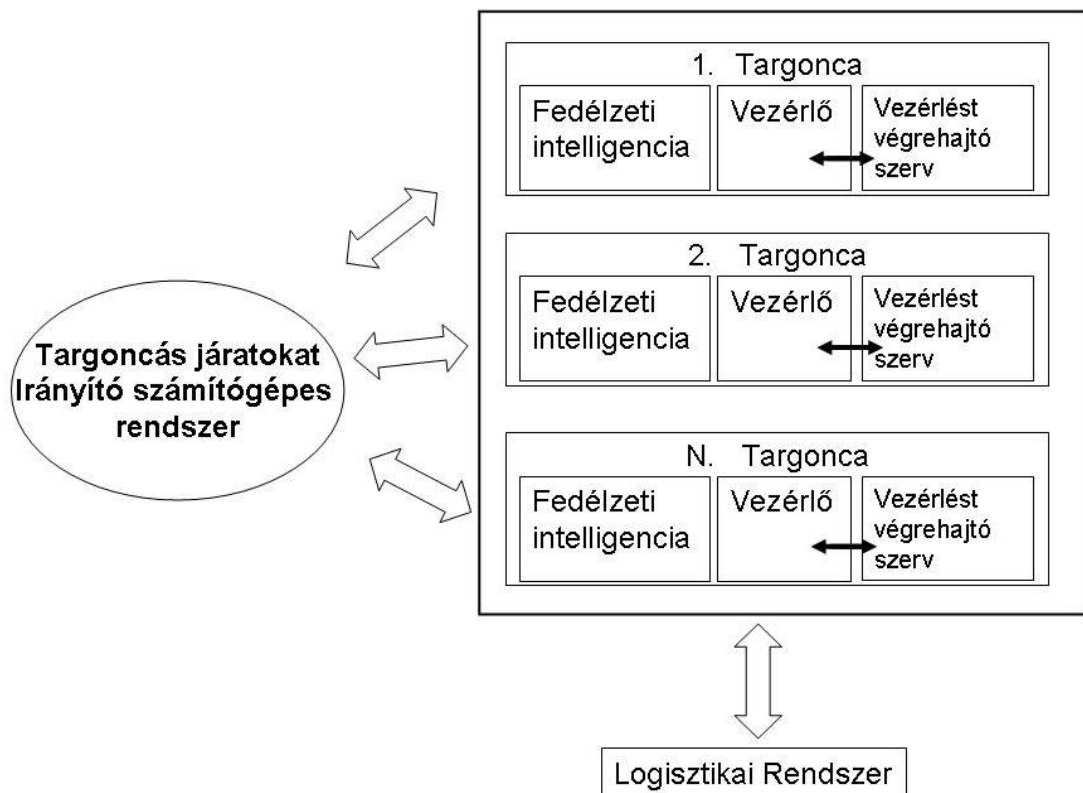 1. Targonca
Fedélzeti
intelligencia
Vezérlő
Vezérlést
végrehajtó
szerv
2. Targonca
Fedélzeti
intelligencia
Vezérlő
Vezérlést
végrehajtó
szerv
Targoncás járatokat
Irányító számítógépes
rendszer
N. Targonca
Fedélzeti
intelligencia
Vezérlő
Vezérlést
végrehajtó
szerv
Logisztikai Rendszer